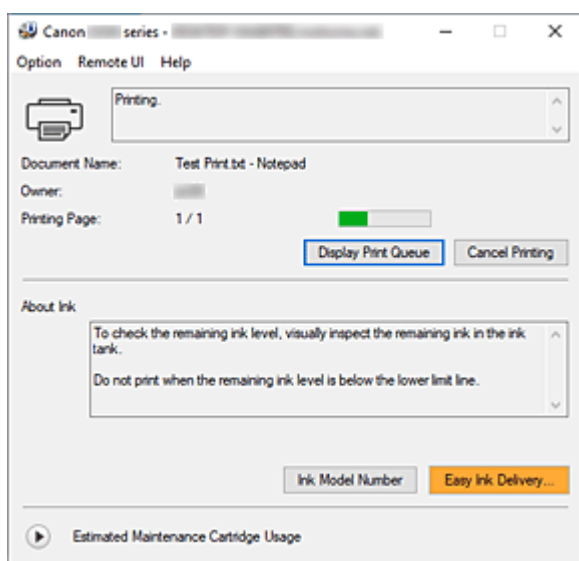 Canon series -
Option Remote UI Help
Printing.
Document Name: Test Print.txt - Notepad
Owner:
Printing Page: 1 / 1
Display Print Queue Cancel Printing
About Ink
To check the remaining ink level, visually inspect the remaining ink in the ink
tank.
Do not print when the remaining ink level is below the lower limit line.
Ink Model Number Easy Ink Delivery...
Estimated Maintenance Cartridge Usage